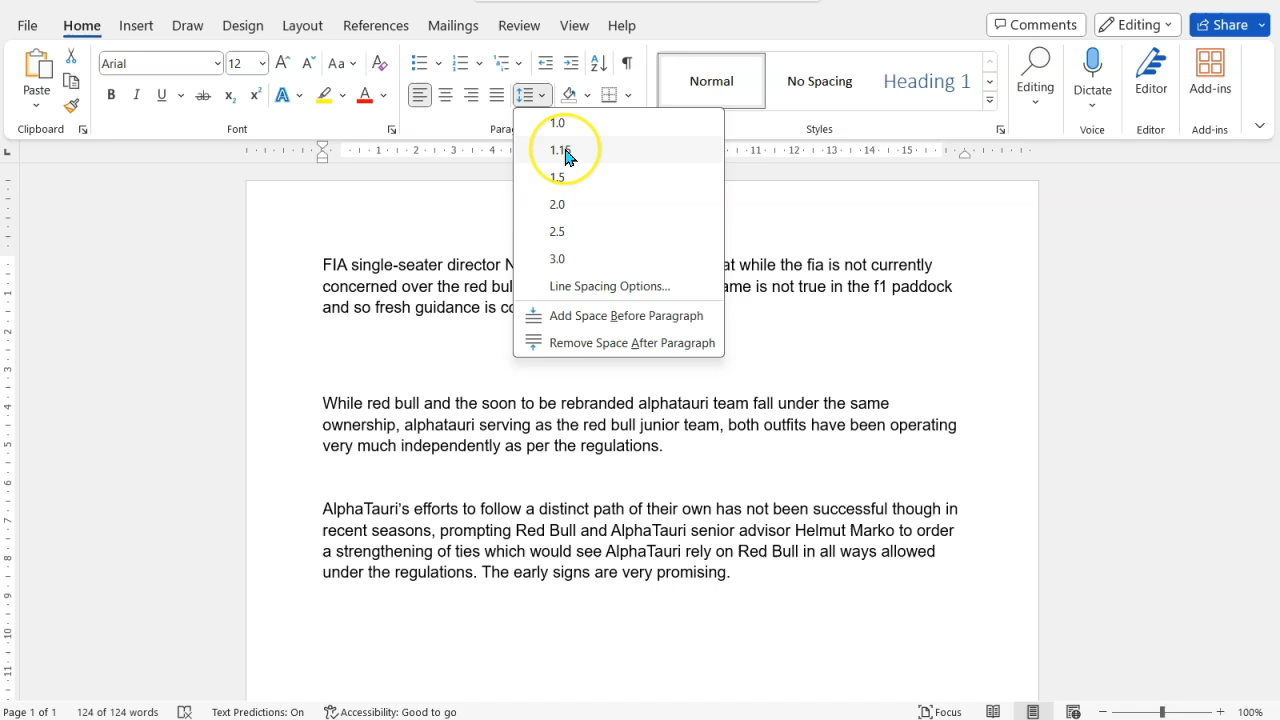 File Home Insert Draw Design Layout References Mailings Review View Help Comments Editing Share
Arial 12 Aa
Paste B I U ab x₂ x² A A Normal No Spacing Heading 1 Editing Dictate Editor Add-ins
Clipboard Font Styles Voice Editor Add-ins
1.0
1.15
1.5
2.0
2.5
3.0
Line Spacing Options...
Add Space Before Paragraph
Remove Space After Paragraph
FIA single-seater director at while the fia is not currently
concerned over the red ame is not true in the f1 paddock
and so fresh guidance is
While red bull and the soon to be rebranded alphatauri team fall under the same
ownership, alphatauri serving as the red bull junior team, both outfits have been operating
very much independently as per the regulations.
AlphaTauri's efforts to follow a distinct path of their own has not been successful though in
recent seasons, prompting Red Bull and AlphaTauri senior advisor Helmut Marko to order
a strengthening of ties which would see AlphaTauri rely on Red Bull in all ways allowed
under the regulations. The early signs are very promising.
Page 1 of 1 124 of 124 words Text Predictions: On Accessibility: Good to go Focus 100%